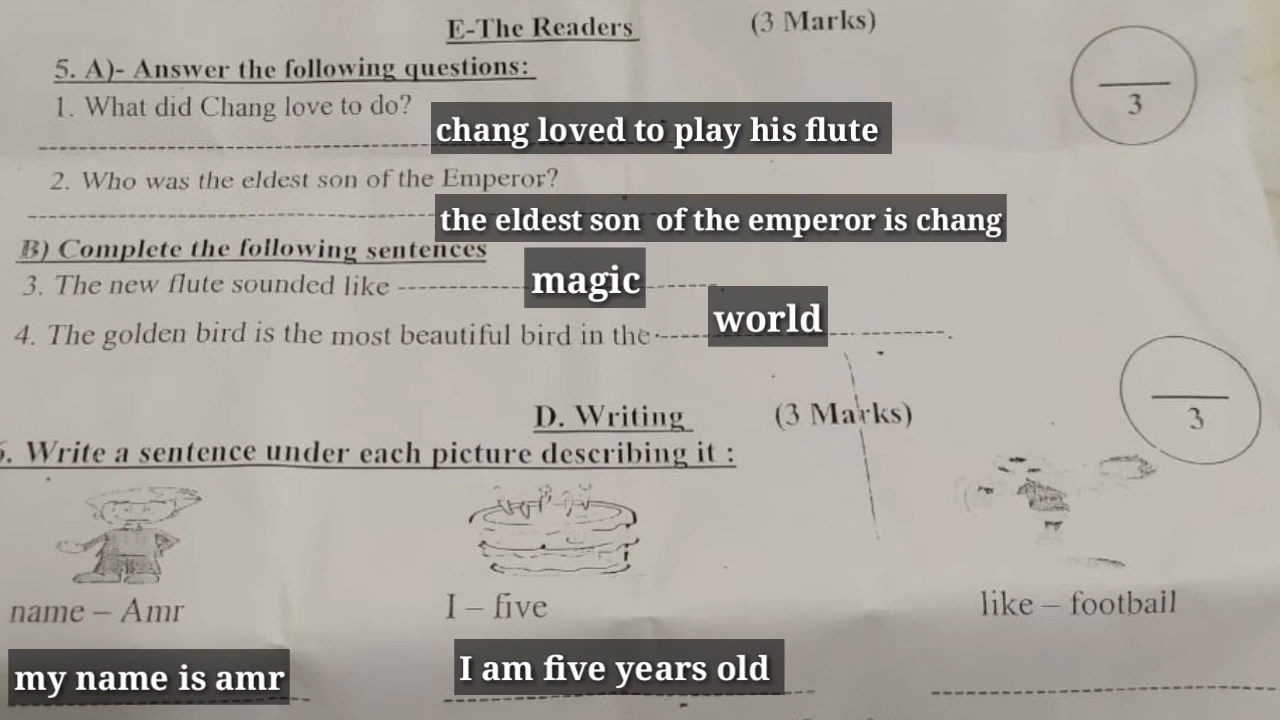 E-The Readers (3 Marks)
5. A)- Answer the following questions:
1. What did Chang love to do?
chang loved to play his flute
3
2. Who was the eldest son of the Emperor?
the eldest son of the emperor is chang
B) Complete the following sentences
3. The new flute sounded like magic
4. The golden bird is the most beautiful bird in the world .
D. Writing (3 Marks)
3
6. Write a sentence under each picture describing it :
name – Amr I – five like – football
my name is amr I am five years old